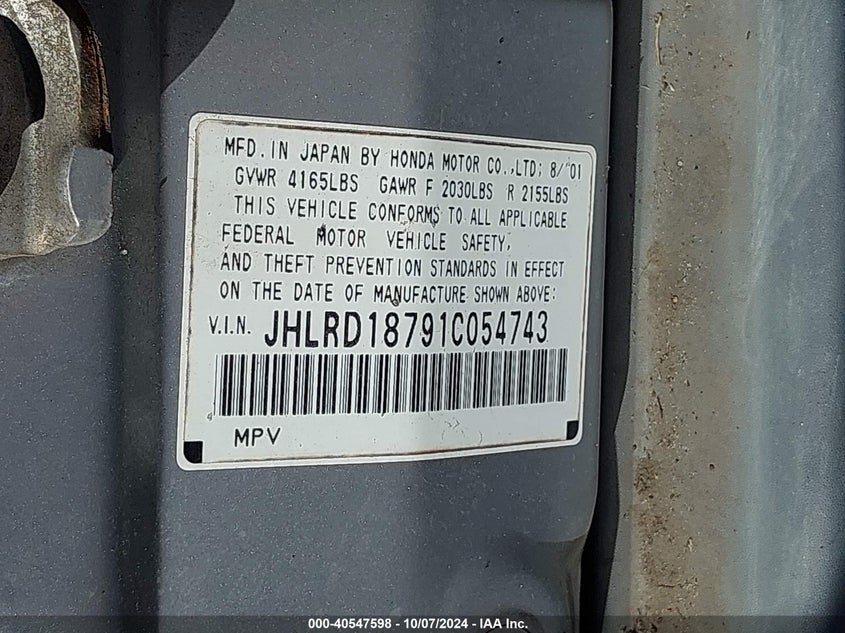 MFD. IN JAPAN BY HONDA MOTOR CO.,LTD; 8/'01
GVWR 4165LBS GAWR F 2030LBS R 2155LBS
THIS VEHICLE CONFORMS TO ALL APPLICABLE
FEDERAL MOTOR VEHICLE SAFETY,
AND THEFT PREVENTION STANDARDS IN EFFECT
ON THE DATE OF MANUFACTURE SHOWN ABOVE:
V.I.N. JHLRD18791C054743
MPV
000-40547598 - 10/07/2024 - IAA Inc.